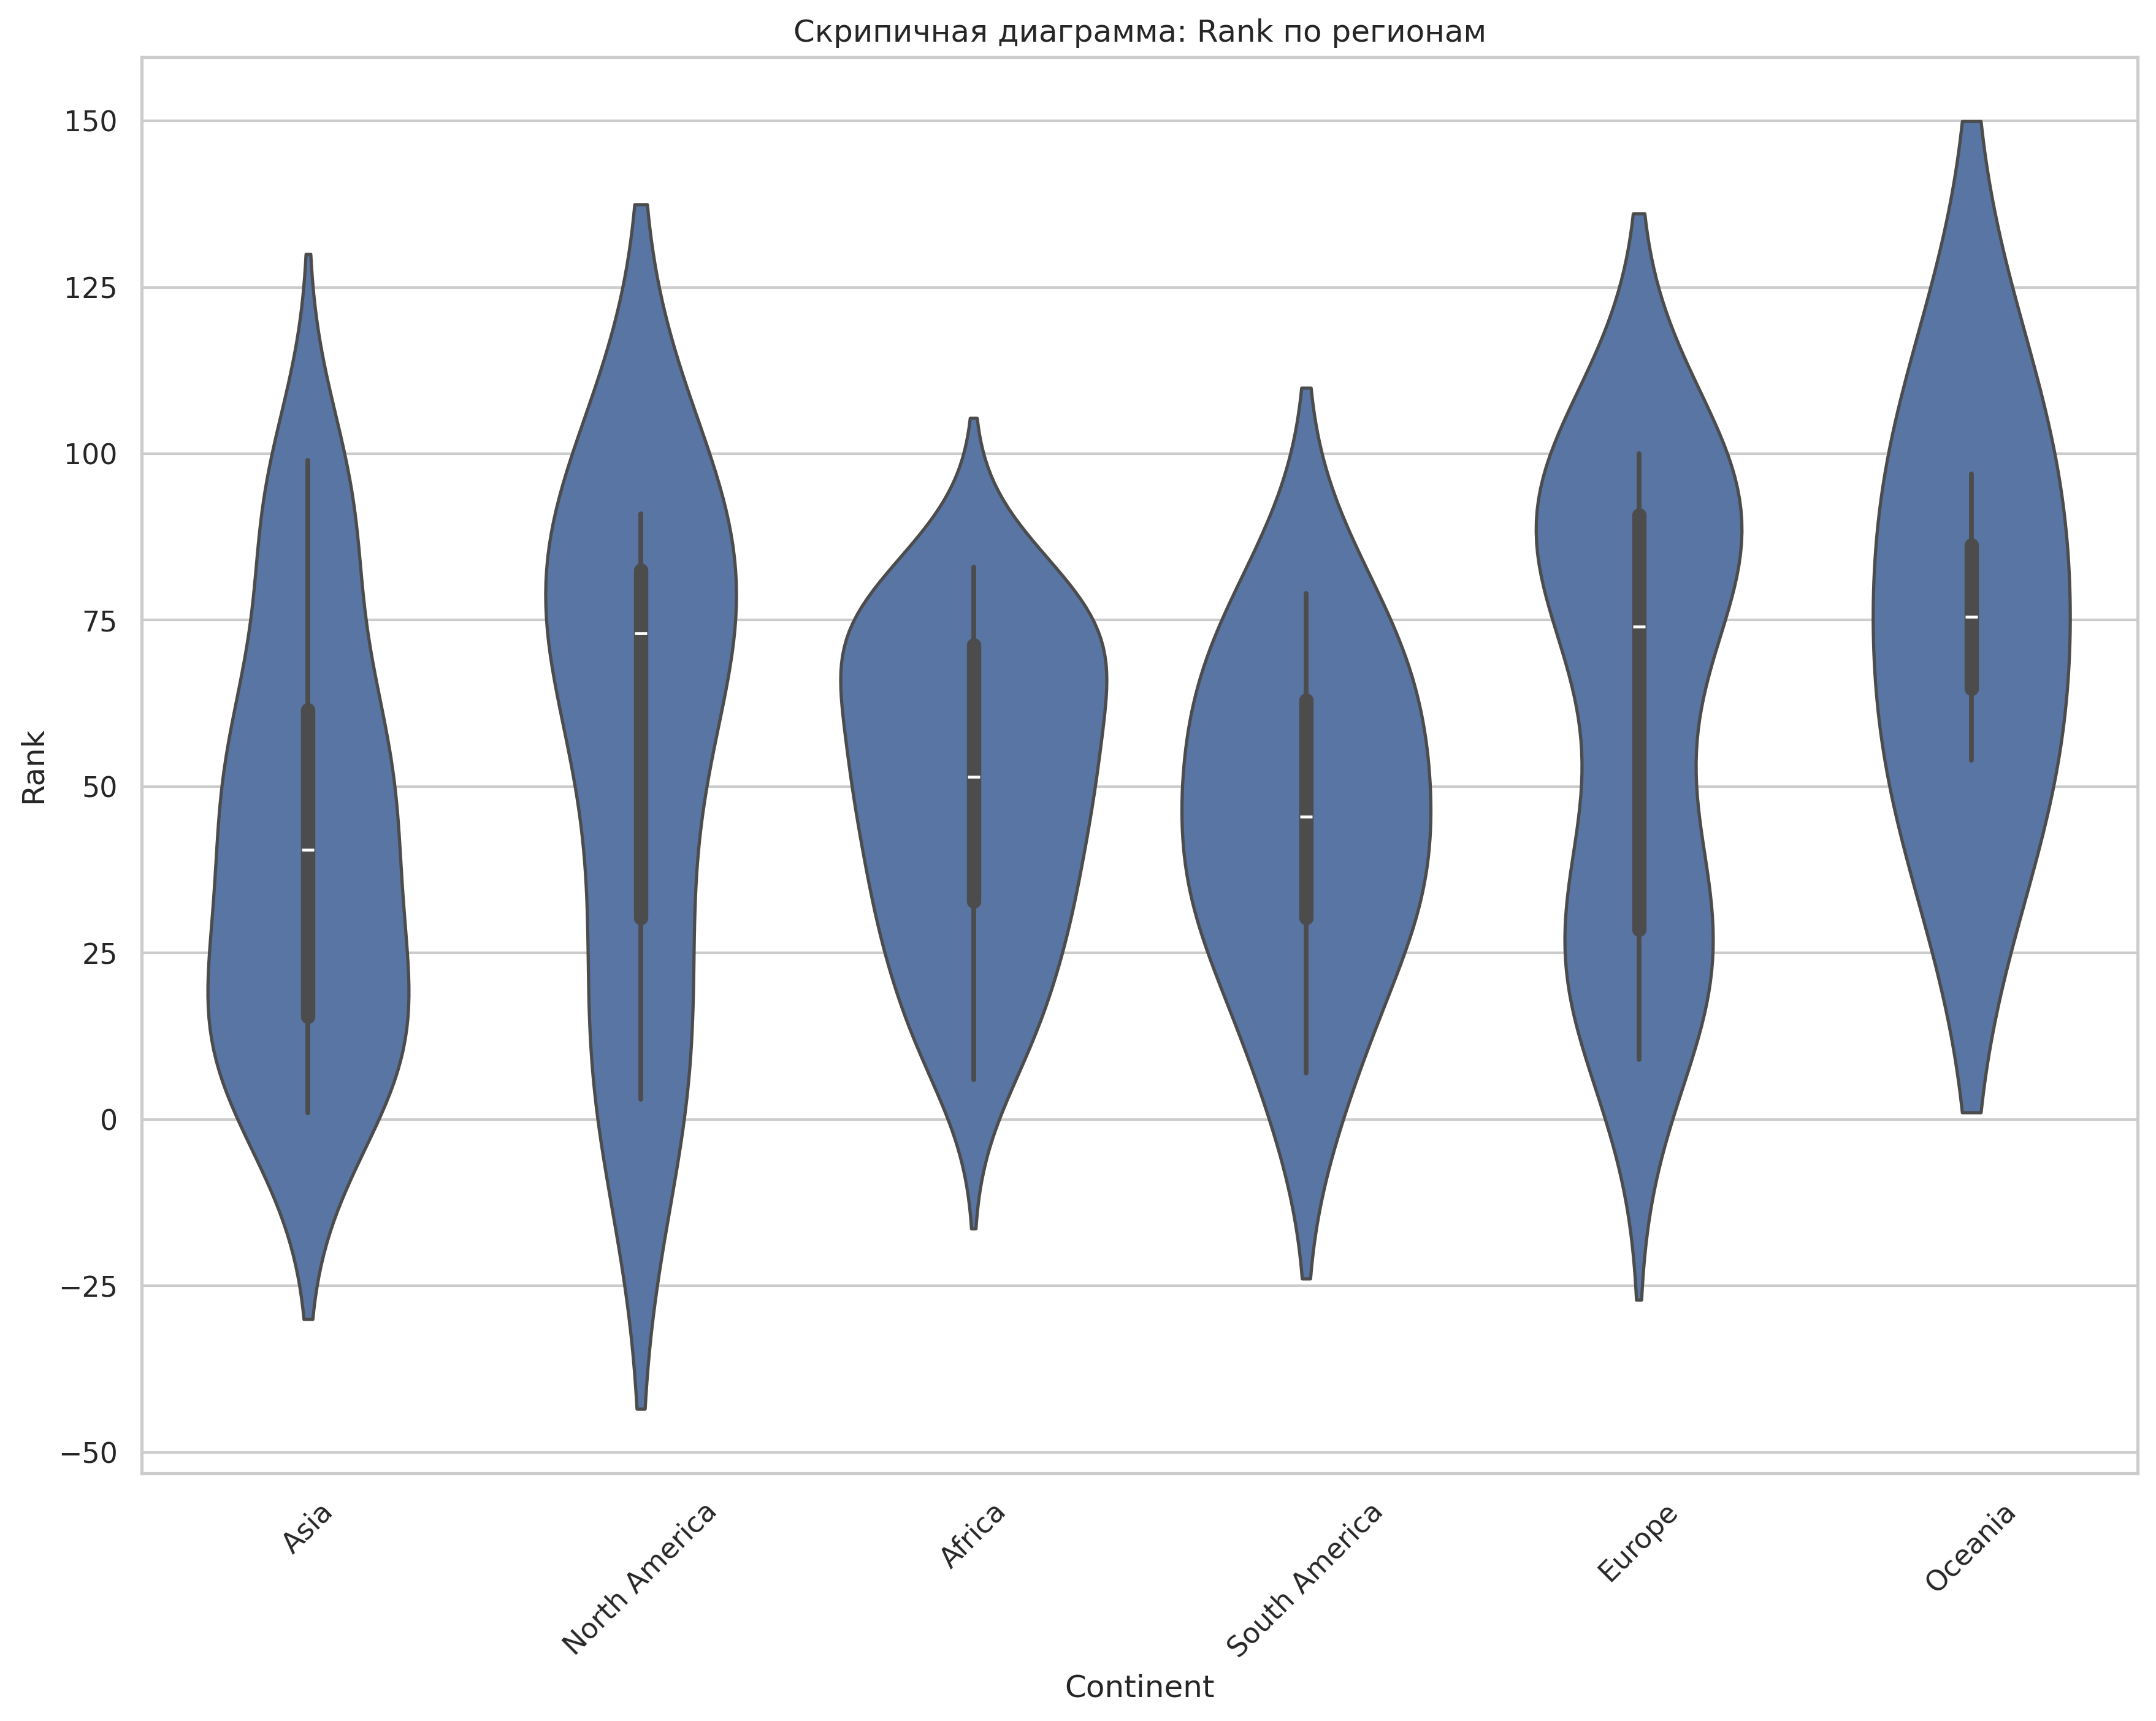 Скрипичная диаграмма: Rank по регионам
150
125
100
75
50
25
0
−25
−50
Rank
Asia
North America
Africa
South America
Europe
Oceania
Continent